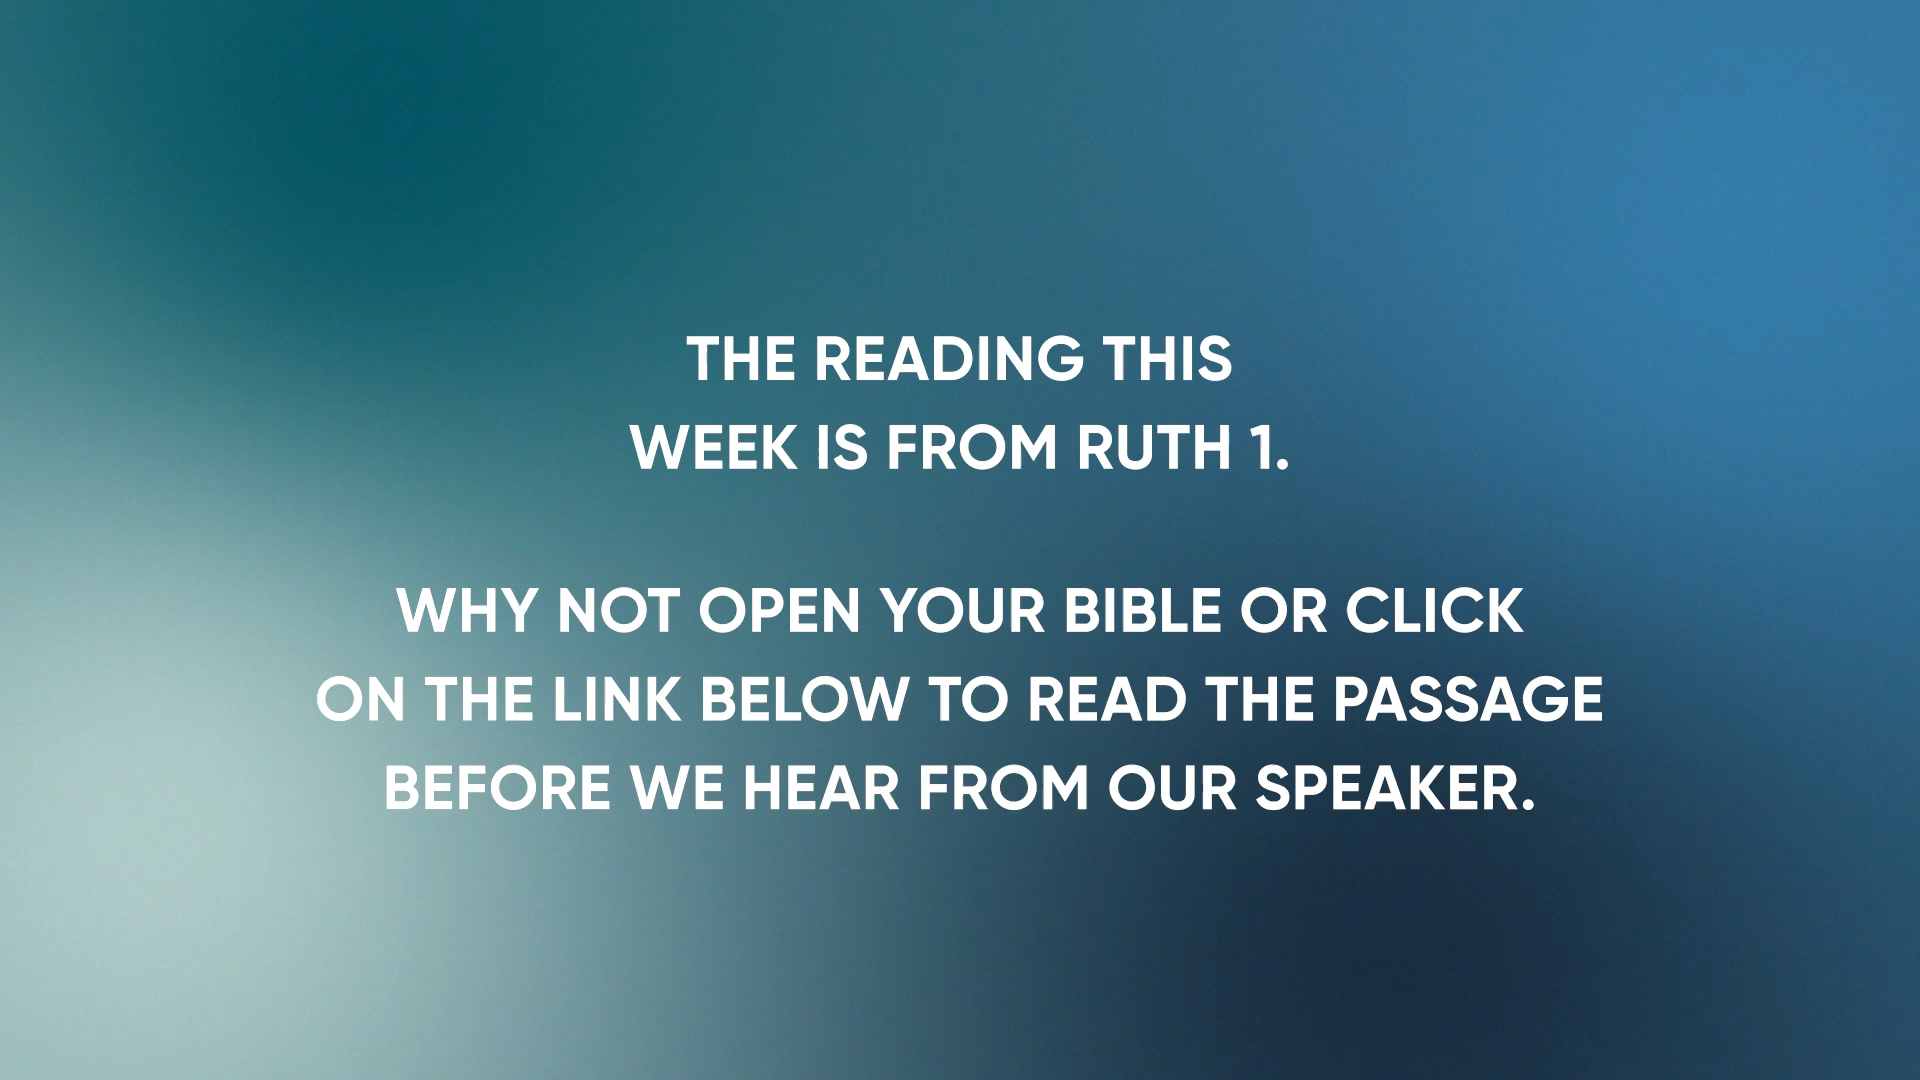 THE READING THIS
WEEK IS FROM RUTH 1.
WHY NOT OPEN YOUR BIBLE OR CLICK
ON THE LINK BELOW TO READ THE PASSAGE
BEFORE WE HEAR FROM OUR SPEAKER.